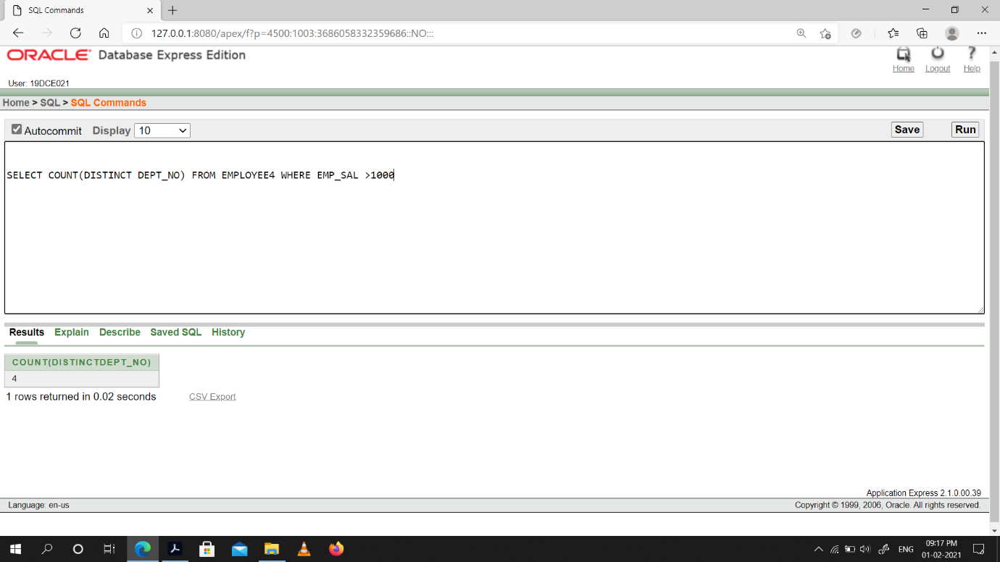 SQL Commands
127.0.0.1:8080/apex/f?p=4500:1003:3686058332359686::NO:::
ORACLE® Database Express Edition
Home Logout Help
User: 19DCE021
Home > SQL > SQL Commands
Autocommit Display 10 Save Run
SELECT COUNT(DISTINCT DEPT_NO) FROM EMPLOYEE4 WHERE EMP_SAL >1000
Results Explain Describe Saved SQL History
COUNT(DISTINCTDEPT_NO)
4
1 rows returned in 0.02 seconds CSV Export
Application Express 2.1.0.00.39
Language: en-us Copyright © 1999, 2006, Oracle. All rights reserved.
ENG 09:17 PM
01-02-2021